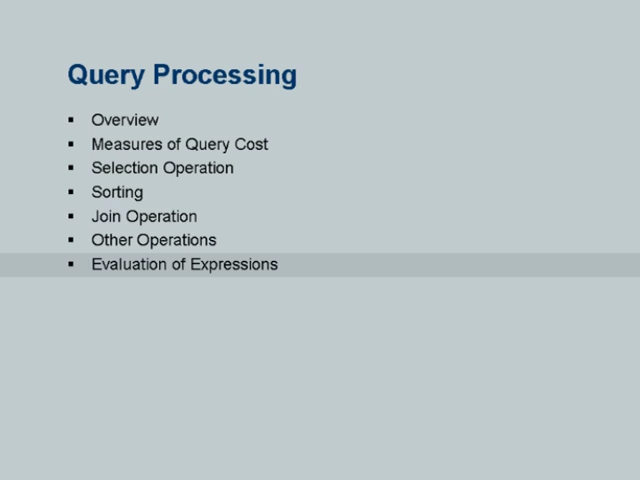 Query Processing
▪ Overview
▪ Measures of Query Cost
▪ Selection Operation
▪ Sorting
▪ Join Operation
▪ Other Operations
▪ Evaluation of Expressions